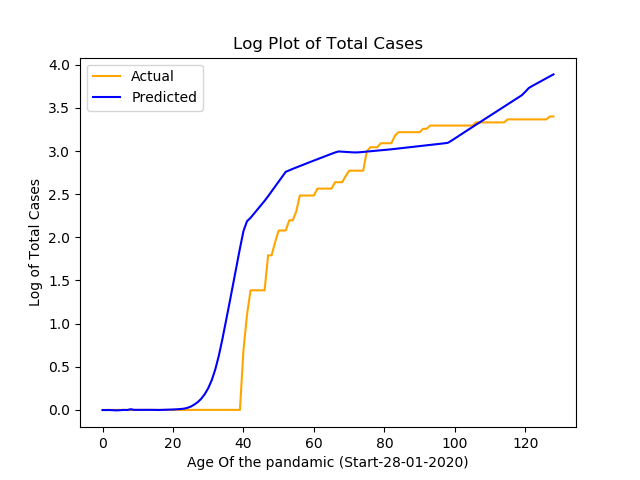 Log Plot of Total Cases
Actual
Predicted
4.0
3.5
3.0
2.5
2.0
1.5
1.0
0.5
0.0
Log of Total Cases
0 20 40 60 80 100 120
Age Of the pandamic (Start-28-01-2020)